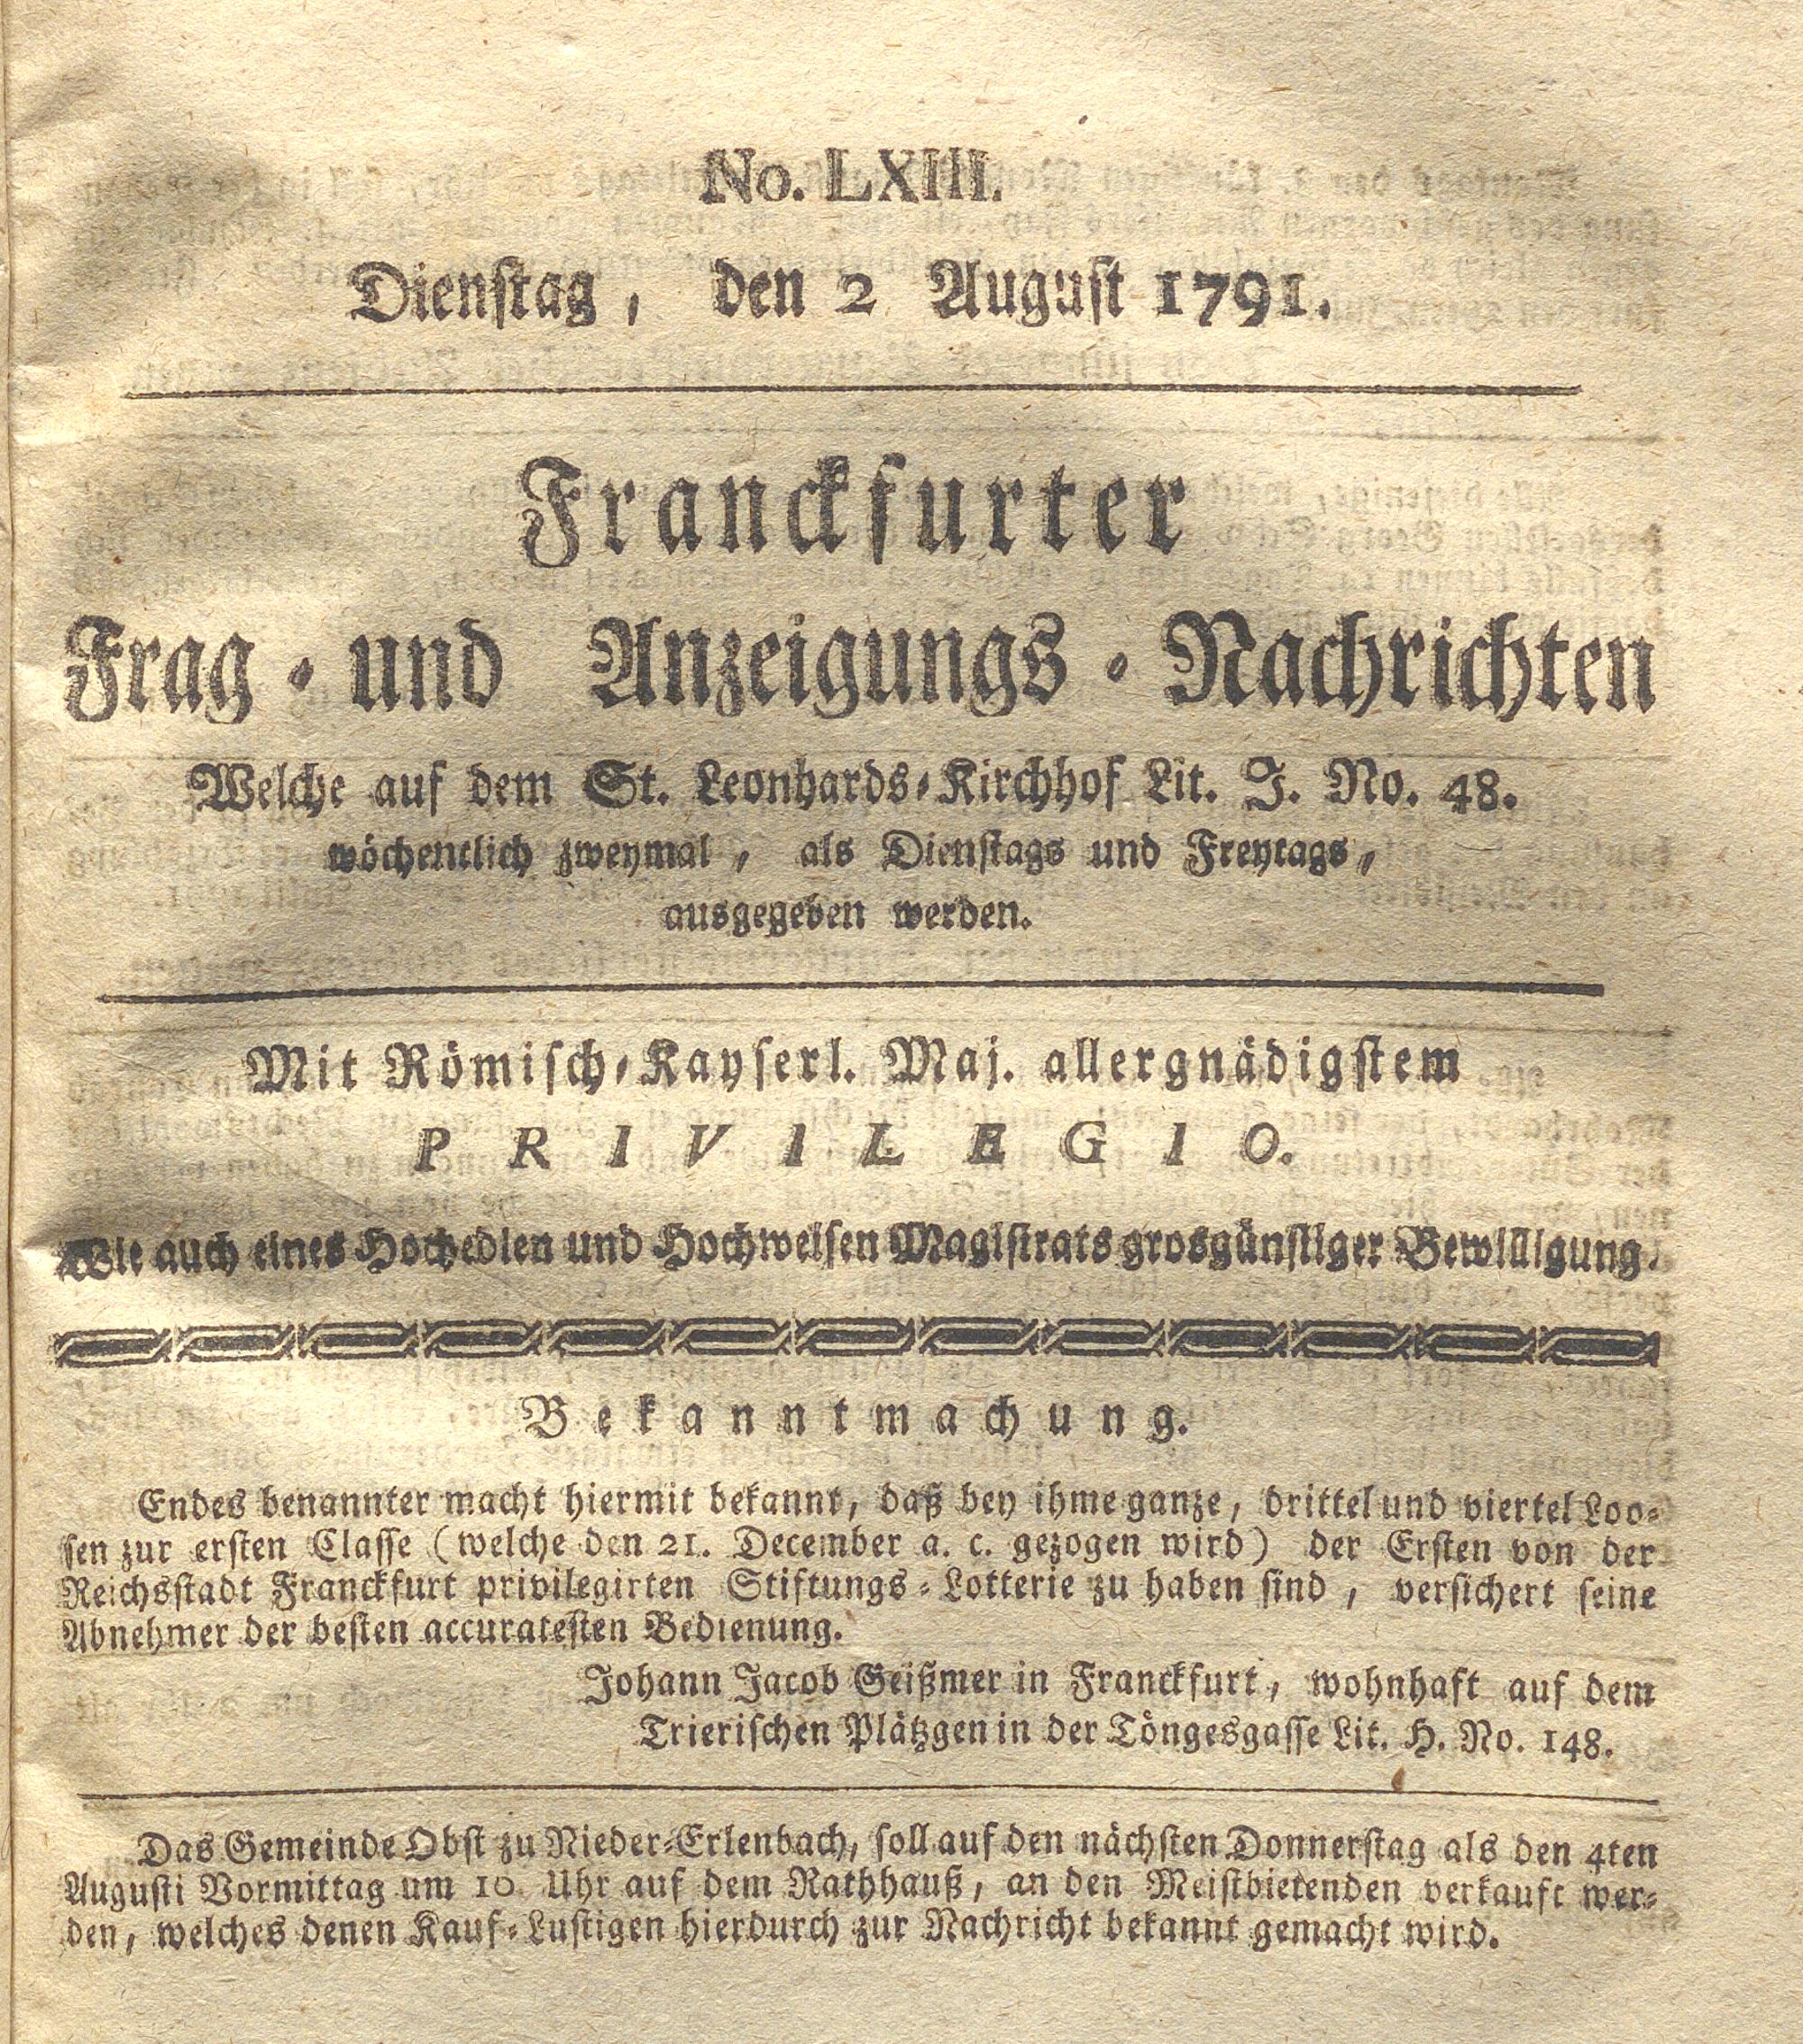 No. LXIII.
Dienstag, den 2 August 1791.
Franckfurter
Frag- und Anzeigungs-Nachrichten
Welche auf dem St. Leonhards-Kirchhof Lit. J. No. 48.
wöchentlich zweymal, als Dienstags und Freytags,
ausgegeben werden.
Mit Römisch-Kayserl. Maj. allergnädigstem
PRIVILEGIO.
Wie auch eines Hochedlen und Hochweisen Magistrats grosgünstiger Bewilligung.
Bekanntmachung.
Endes benannter macht hiermit bekannt, daß bey ihme ganze, drittel und viertel Loo-
sen zur ersten Classe (welche den 21. December a. c. gezogen wird) der Ersten von der
Reichsstadt Franckfurt privilegirten Stiftungs-Lotterie zu haben sind, versichert seine
Abnehmer der besten accuratesten Bedienung.
Johann Jacob Geißmer in Franckfurt, wohnhaft auf dem
Trierischen Plätzgen in der Töngesgasse Lit. H. No. 148.
Das Gemeinde Obst zu Nieder-Erlenbach, soll auf den nächsten Donnerstag als den 4ten
Augusti Vormittag um 10 Uhr auf dem Rathhauß, an den Meistbietenden verkauft wer-
den, welches denen Kauf-Lustigen hierdurch zur Nachricht bekannt gemacht wird.